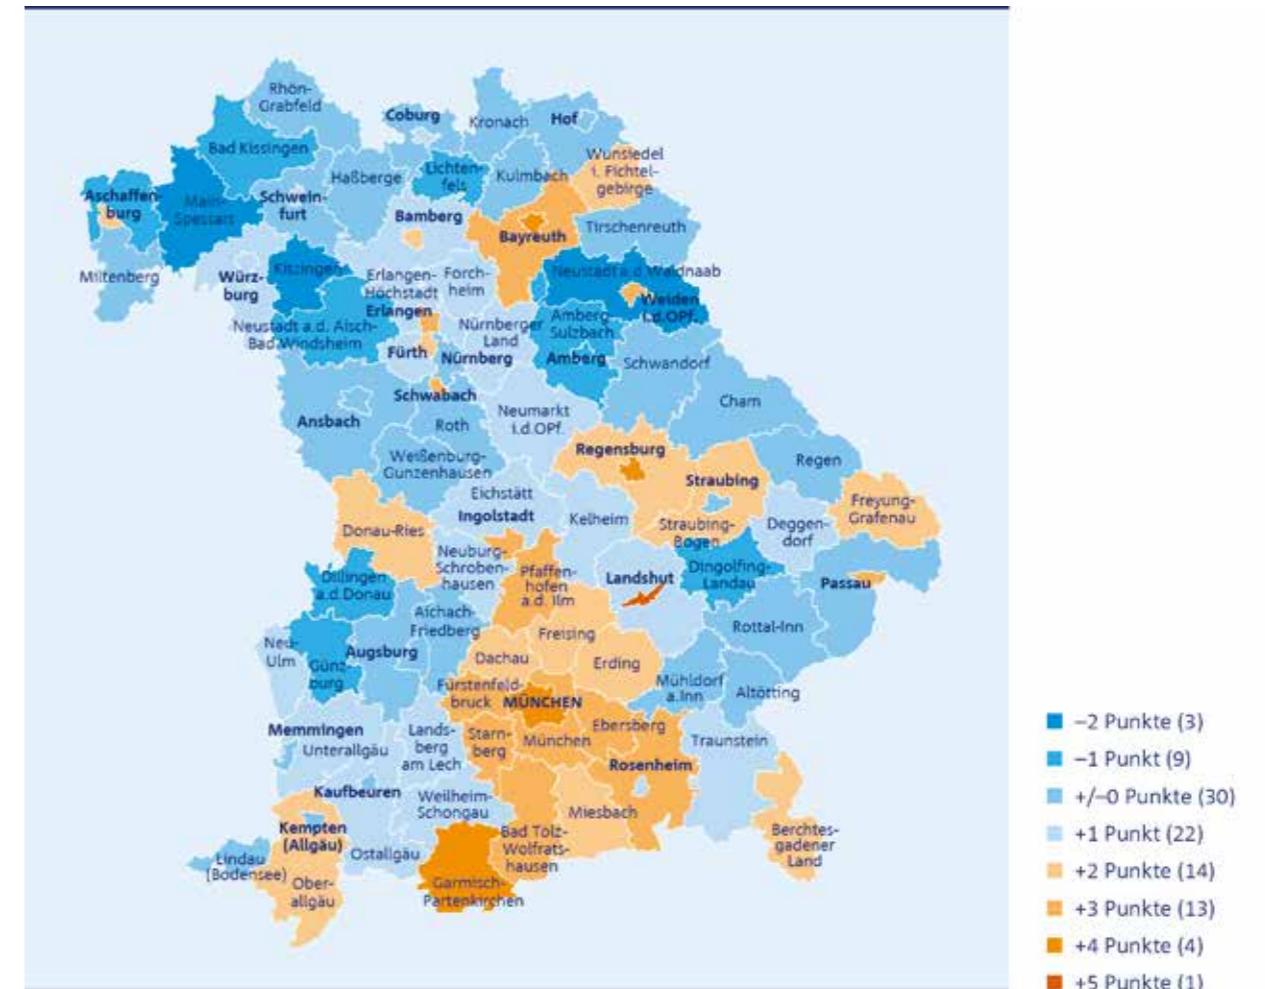 Rhön-
Grabfeld
Coburg
Kronach
Hof
Bad Kissingen
Wunsiedel
i. Fichtel-
gebirge
Haßberge
Lichten-
fels
Kulmbach
Aschaffen-
burg
Main-
Spessart
Schwein-
furt
Bamberg
Bayreuth
Tirschenreuth
Miltenberg
Würz-
burg
Kitzingen
Erlangen-
Höchstadt
Forch-
heim
Neustadt a.d. Waldnaab
Weiden
i.d.OPf.
Erlangen
Neustadt a.d. Aisch-
Bad Windsheim
Nürnberger
Land
Amberg
Sulzbach
Fürth
Nürnberg
Amberg
Schwandorf
Schwabach
Ansbach
Roth
Neumarkt
i.d.OPf.
Cham
Weißenburg-
Gunzenhausen
Regensburg
Regen
Straubing
Eichstätt
Ingolstadt
Kelheim
Straubing-
Bogen
Deggen-
dorf
Freyung-
Grafenau
Donau-Ries
Neuburg-
Schroben-
hausen
Pfaffen-
hofen
a.d. Ilm
Landshut
Dingolfing-
Landau
Passau
Dillingen
a.d.Donau
Aichach-
Friedberg
Freising
Rottal-Inn
Neu-
Ulm
Günz-
burg
Augsburg
Dachau
Erding
Fürstenfeld-
bruck
MÜNCHEN
Mühldorf
a.Inn
Altötting
Memmingen
Unterallgäu
Lands-
berg
am Lech
Starn-
berg
München
Ebersberg
Traunstein
Rosenheim
Kaufbeuren
Weilheim-
Schongau
Miesbach
Kempten
(Allgäu)
Ostallgäu
Bad Tölz-
Wolfrats-
hausen
Berchtes-
gadener
Land
Lindau
(Bodensee)
Ober-
allgäu
Garmisch-
Partenkirchen
−2 Punkte (3)
−1 Punkt (9)
+/−0 Punkte (30)
+1 Punkt (22)
+2 Punkte (14)
+3 Punkte (13)
+4 Punkte (4)
+5 Punkte (1)